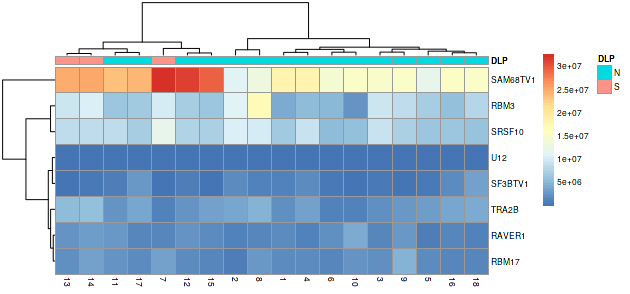 DLP
SAM68TV1
RBM3
SRSF10
U12
SF3BTV1
TRA2B
RAVER1
RBM17
13 14 11 17 7 12 15 2 8 1 4 6 10 3 9 5 16 18
3e+07
2.5e+07
2e+07
1.5e+07
1e+07
5e+06
DLP
N
S